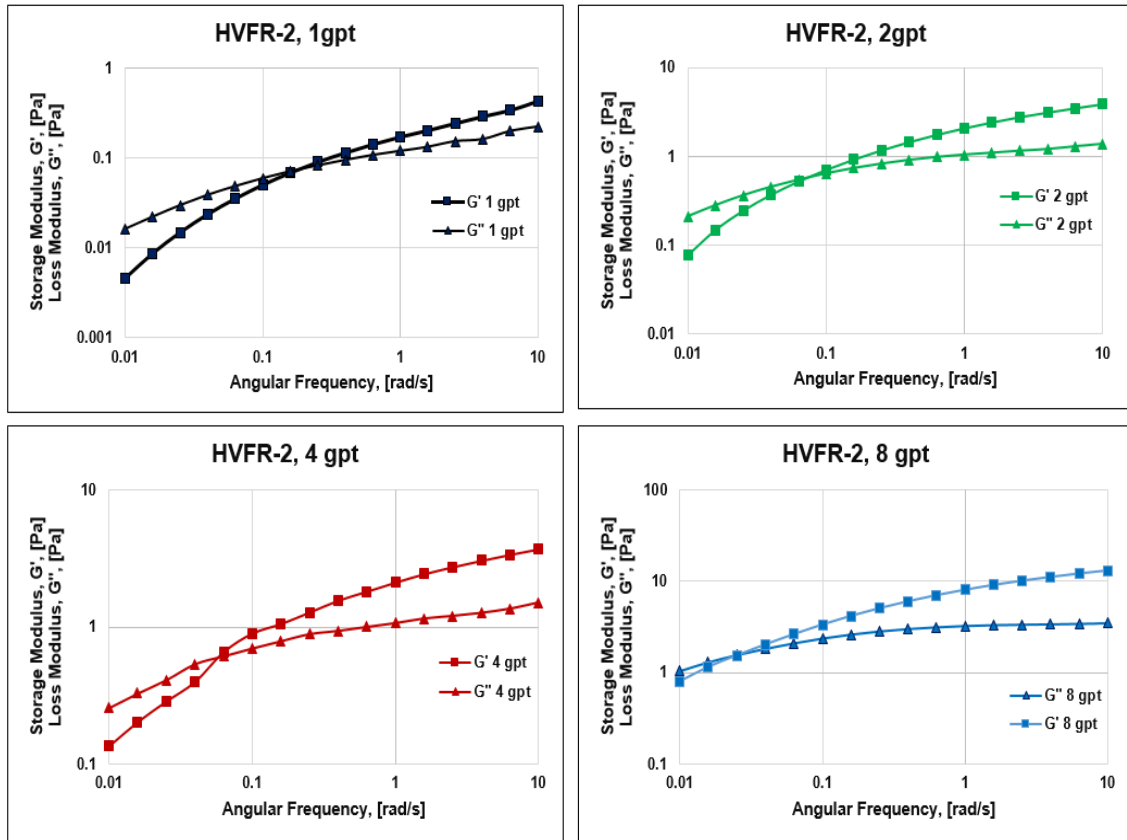 HVFR-2, 1gpt
Storage Modulus, G', [Pa]
Loss Modulus, G", [Pa]
1
0.1
0.01
0.001
G' 1 gpt
G" 1 gpt
0.01 0.1 1 10
Angular Frequency, [rad/s]
HVFR-2, 2gpt
Storage Modulus, G', [Pa]
Loss Modulus, G", [Pa]
10
1
0.1
0.01
G' 2 gpt
G" 2 gpt
0.01 0.1 1 10
Angular Frequency, [rad/s]
HVFR-2, 4 gpt
Storage Modulus, G', [Pa]
Loss Modulus, G", [Pa]
10
1
0.1
G' 4 gpt
G" 4 gpt
0.01 0.1 1 10
Angular Frequency, [rad/s]
HVFR-2, 8 gpt
Storage Modulus, G', [Pa]
Loss Modulus, G", [Pa]
100
10
1
0.1
G" 8 gpt
G' 8 gpt
0.01 0.1 1 10
Angular Frequency, [rad/s]